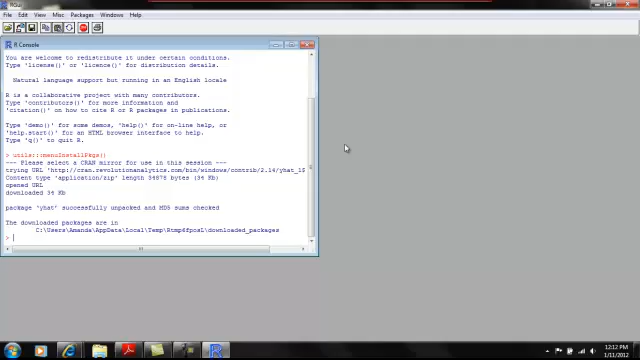 RGui
File Edit View Misc Packages Windows Help
R Console
You are welcome to redistribute it under certain conditions.
Type 'license()' or 'licence()' for distribution details.
Natural language support but running in an English locale
R is a collaborative project with many contributors.
Type 'contributors()' for more information and
'citation()' on how to cite R or R packages in publications.
Type 'demo()' for some demos, 'help()' for on-line help, or
'help.start()' for an HTML browser interface to help.
Type 'q()' to quit R.
> utils:::menuInstallPkgs()
--- Please select a CRAN mirror for use in this session ---
trying URL 'http://cran.revolutionanalytics.com/bin/windows/contrib/2.14/yhat_1$
Content type 'application/zip' length 34878 bytes (34 Kb)
opened URL
downloaded 34 Kb
package 'yhat' successfully unpacked and MD5 sums checked
The downloaded packages are in
C:\Users\Amanda\AppData\Local\Temp\Rtmp6fposL\downloaded_packages
>
12:12 PM
1/11/2012